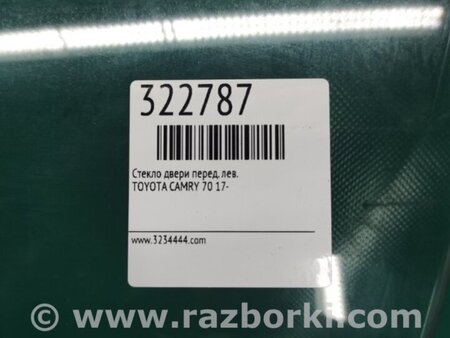 322787
Стекло двери перед. лев.
TOYOTA CAMRY 70 17-
www.3234444.com
© www.razborki.com